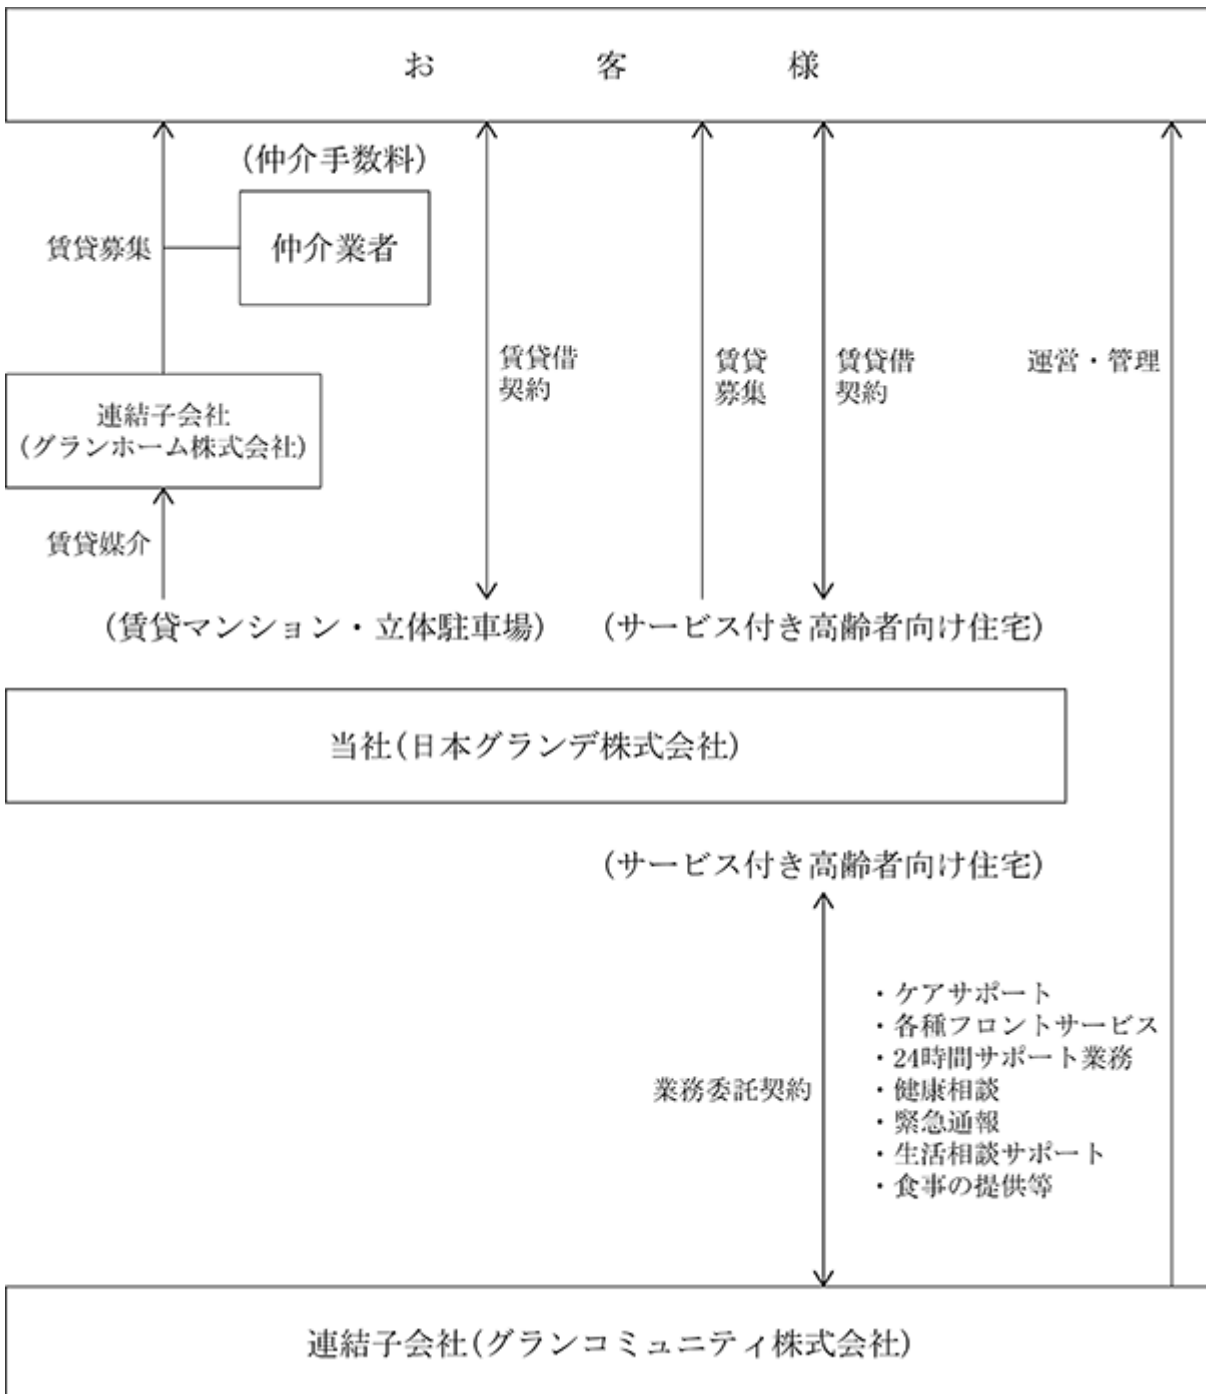 お客様
(仲介手数料)
仲介業者
賃貸募集
連結子会社
(グランホーム株式会社)
賃貸媒介
賃貸借
契約
賃貸
募集
賃貸借
契約
運営・管理
(賃貸マンション・立体駐車場)
(サービス付き高齢者向け住宅)
当社(日本グランデ株式会社)
(サービス付き高齢者向け住宅)
業務委託契約
・ケアサポート
・各種フロントサービス
・24時間サポート業務
・健康相談
・緊急通報
・生活相談サポート
・食事の提供等
連結子会社(グランコミュニティ株式会社)